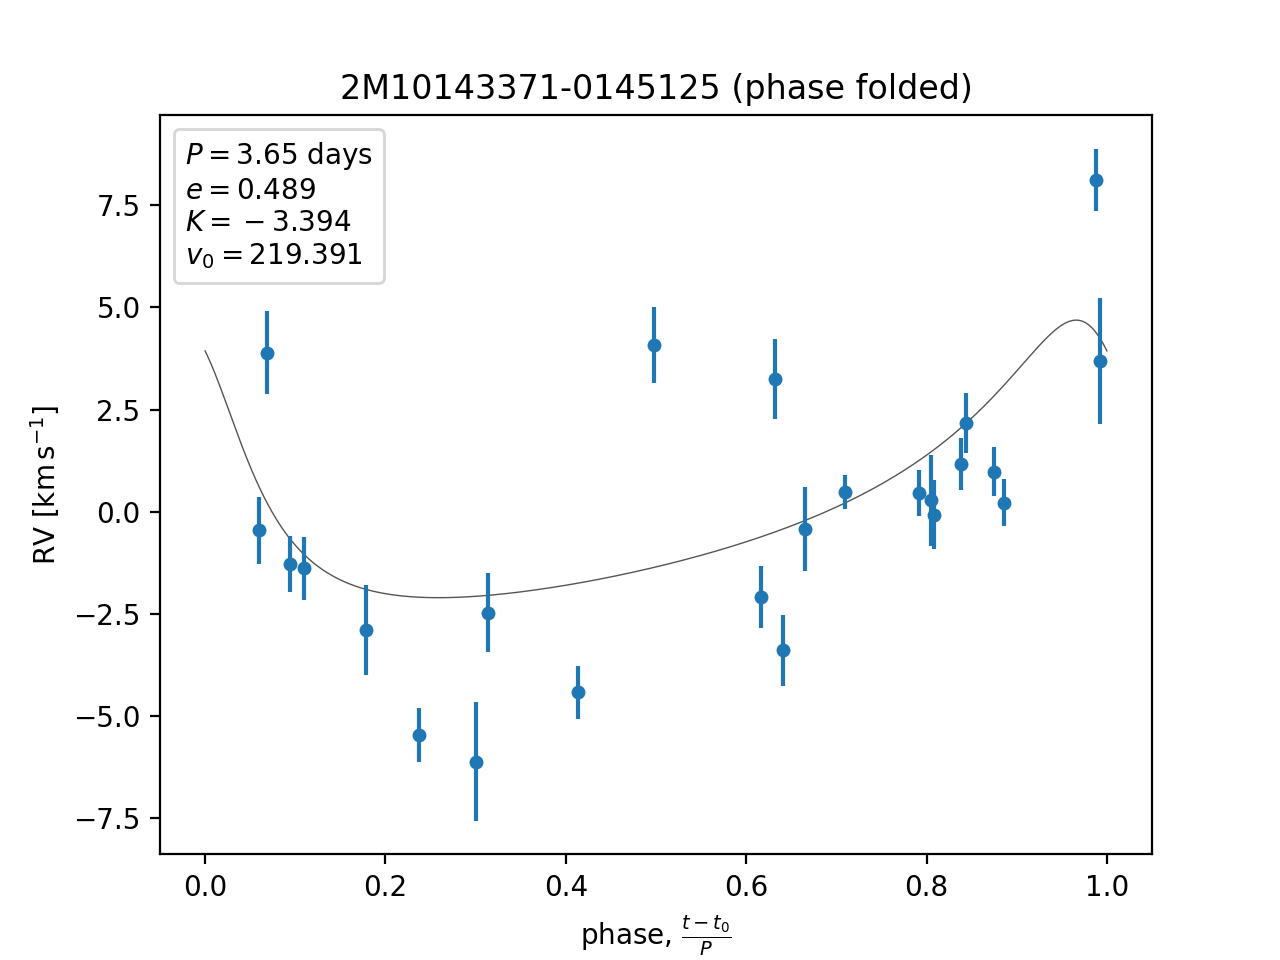 2M10143371-0145125 (phase folded)
P = 3.65 days
e = 0.489
K = −3.394
v₀ = 219.391
RV [km s⁻¹]
7.5
5.0
2.5
0.0
−2.5
−5.0
−7.5
0.0 0.2 0.4 0.6 0.8 1.0
phase, (t − t₀)/P